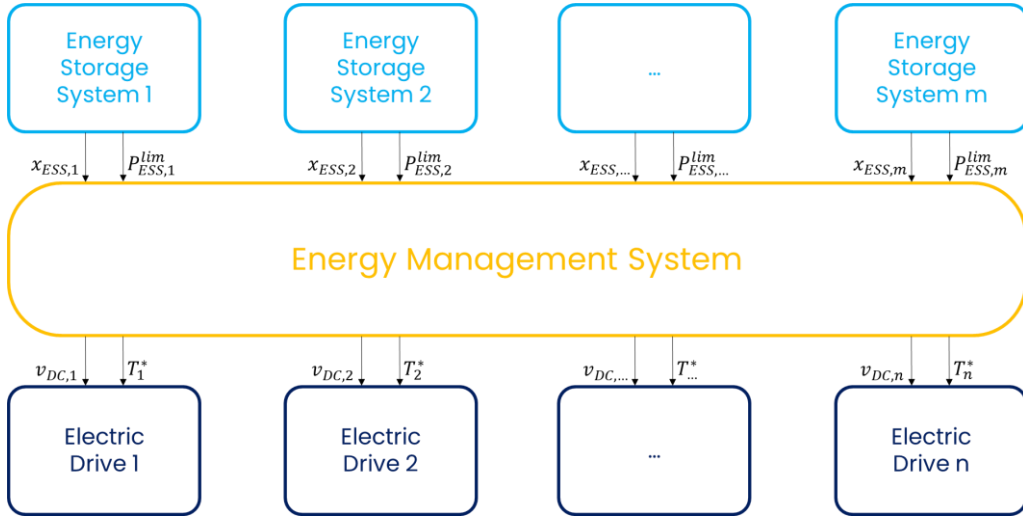 Energy
Storage
System 1
Energy
Storage
System 2
...
Energy
Storage
System m
x_{ESS,1} P_{ESS,1}^{lim} x_{ESS,2} P_{ESS,2}^{lim} x_{ESS,...} P_{ESS,...}^{lim} x_{ESS,m} P_{ESS,m}^{lim}
Energy Management System
v_{DC,1} T_1^* v_{DC,2} T_2^* v_{DC,...} T_{...}^* v_{DC,n} T_n^*
Electric
Drive 1
Electric
Drive 2
...
Electric
Drive n